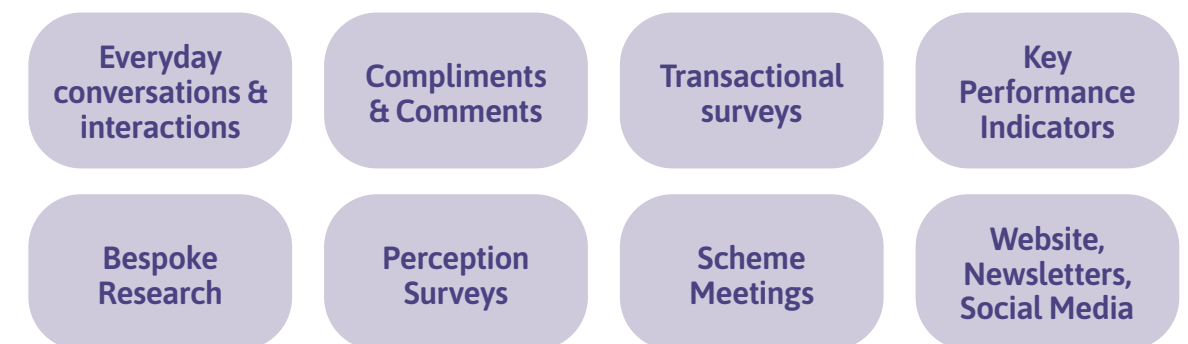 Everyday
conversations &
interactions
Compliments
& Comments
Transactional
surveys
Key
Performance
Indicators
Bespoke
Research
Perception
Surveys
Scheme
Meetings
Website,
Newsletters,
Social Media